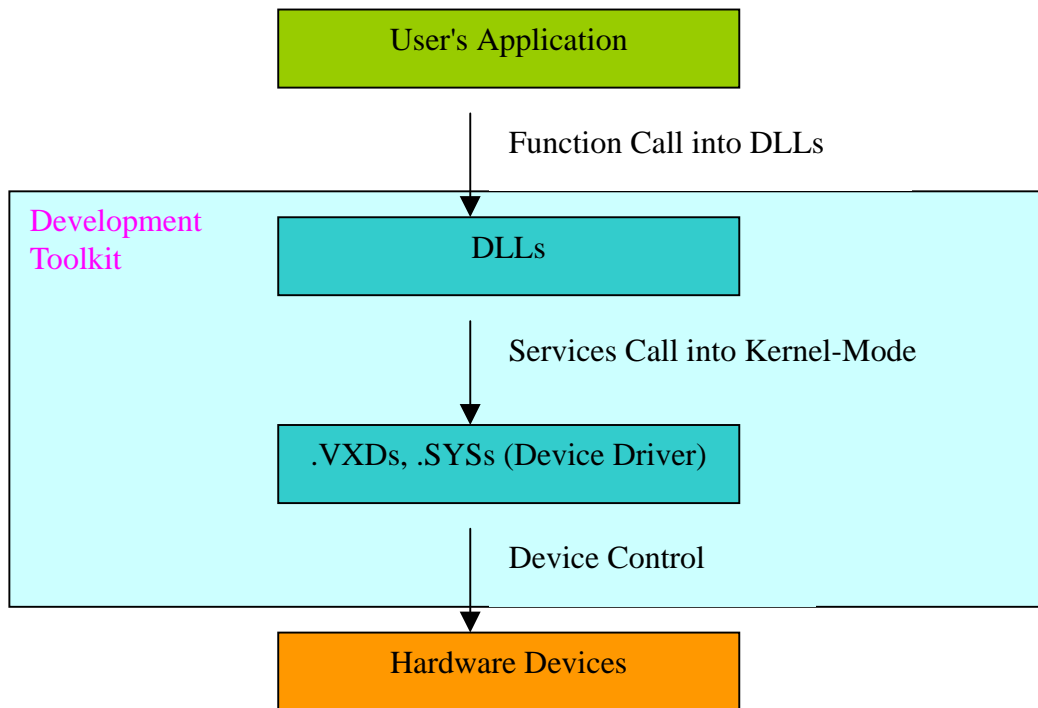 User's Application
Function Call into DLLs
Development
Toolkit
DLLs
Services Call into Kernel-Mode
.VXDs, .SYSs (Device Driver)
Device Control
Hardware Devices